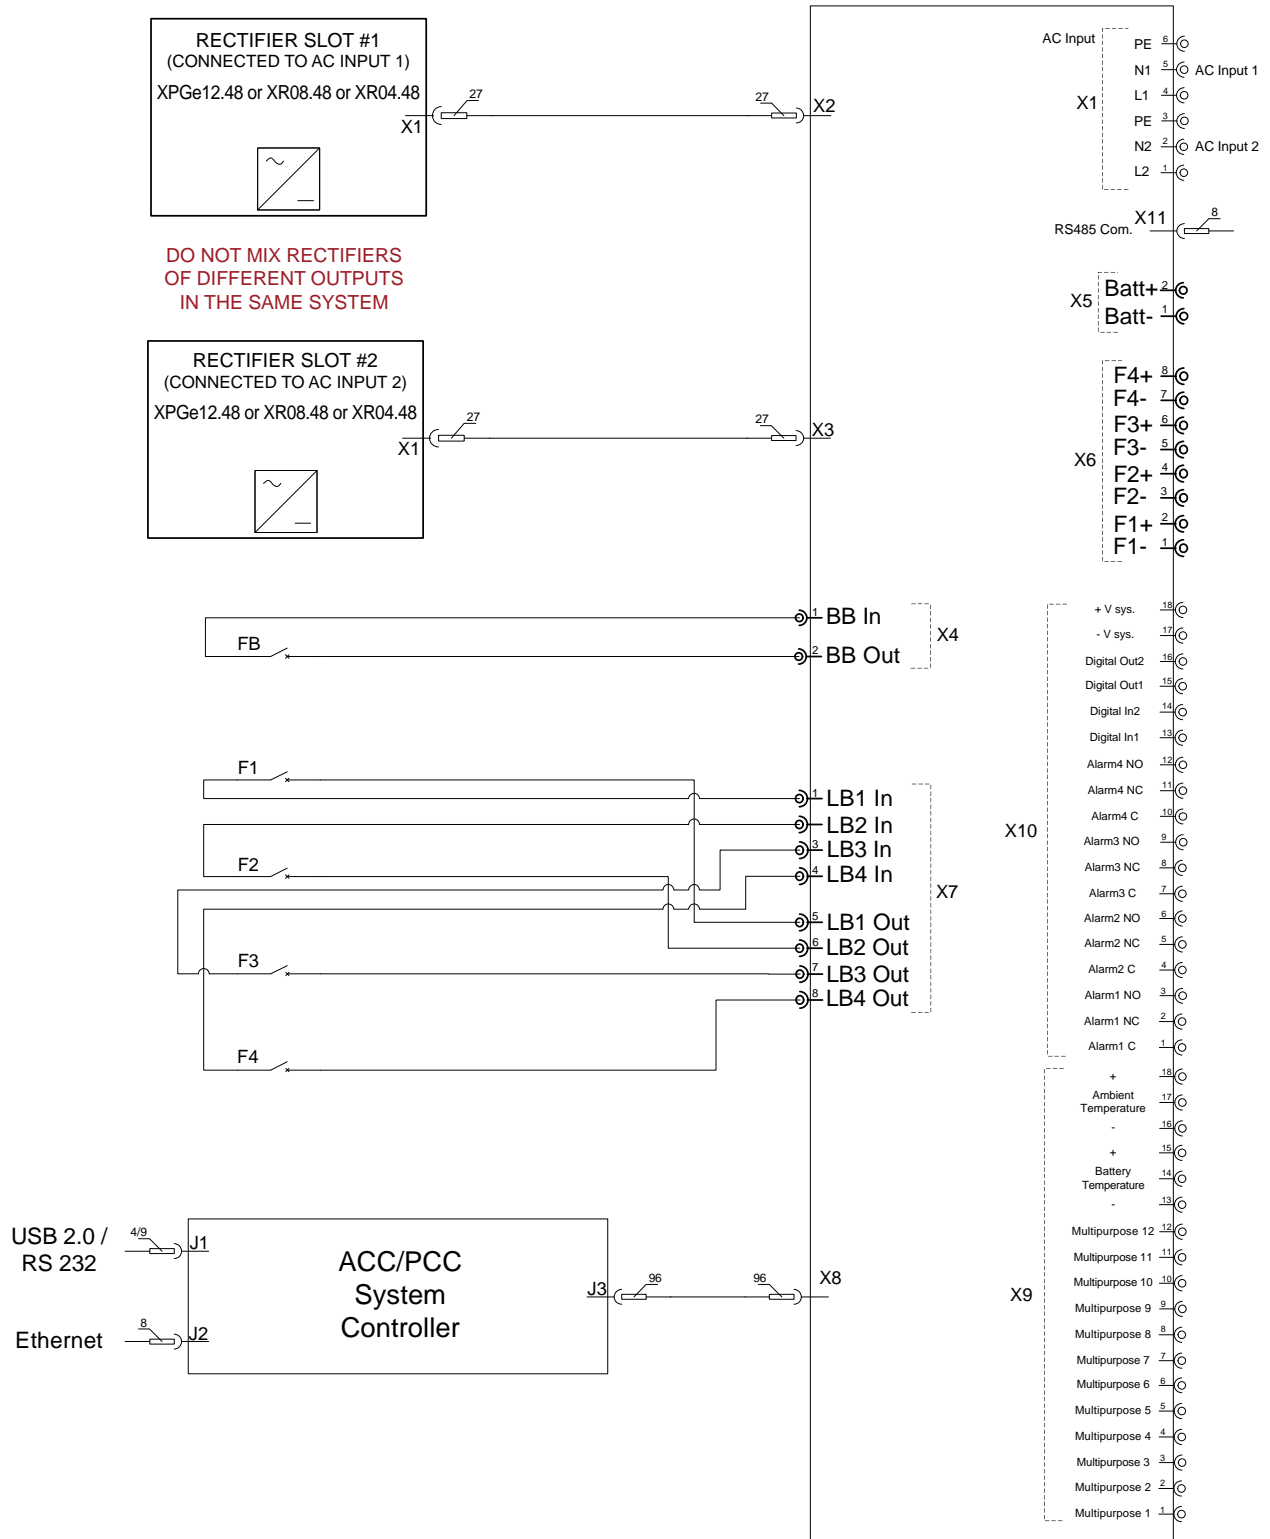 RECTIFIER SLOT #1
(CONNECTED TO AC INPUT 1)
XPGe12.48 or XR08.48 or XR04.48
X1
27
27
X2
DO NOT MIX RECTIFIERS
OF DIFFERENT OUTPUTS
IN THE SAME SYSTEM
RECTIFIER SLOT #2
(CONNECTED TO AC INPUT 2)
XPGe12.48 or XR08.48 or XR04.48
X1
27
27
X3
FB
1 BB In
2 BB Out
X4
F1
F2
F3
F4
1 LB1 In
LB2 In
3 LB3 In
4 LB4 In
5 LB1 Out
6 LB2 Out
7 LB3 Out
8 LB4 Out
X7
USB 2.0 /
RS 232
4/9
J1
Ethernet
8
J2
ACC/PCC
System
Controller
J3
96
96
X8
AC Input
X1
PE 6
N1 5 AC Input 1
L1 4
PE 3
N2 2 AC Input 2
L2 1
RS485 Com.
X11
8
X5
Batt+ 2
Batt- 1
X6
F4+ 8
F4- 7
F3+ 6
F3- 5
F2+ 4
F2- 3
F1+ 2
F1- 1
X10
+ V sys. 18
- V sys. 17
Digital Out2 16
Digital Out1 15
Digital In2 14
Digital In1 13
Alarm4 NO 12
Alarm4 NC 11
Alarm4 C 10
Alarm3 NO 9
Alarm3 NC 8
Alarm3 C 7
Alarm2 NO 6
Alarm2 NC 5
Alarm2 C 4
Alarm1 NO 3
Alarm1 NC 2
Alarm1 C 1
X9
+ 18
Ambient
Temperature 17
- 16
+ 15
Battery
Temperature 14
- 13
Multipurpose 12 12
Multipurpose 11 11
Multipurpose 10 10
Multipurpose 9 9
Multipurpose 8 8
Multipurpose 7 7
Multipurpose 6 6
Multipurpose 5 5
Multipurpose 4 4
Multipurpose 3 3
Multipurpose 2 2
Multipurpose 1 1